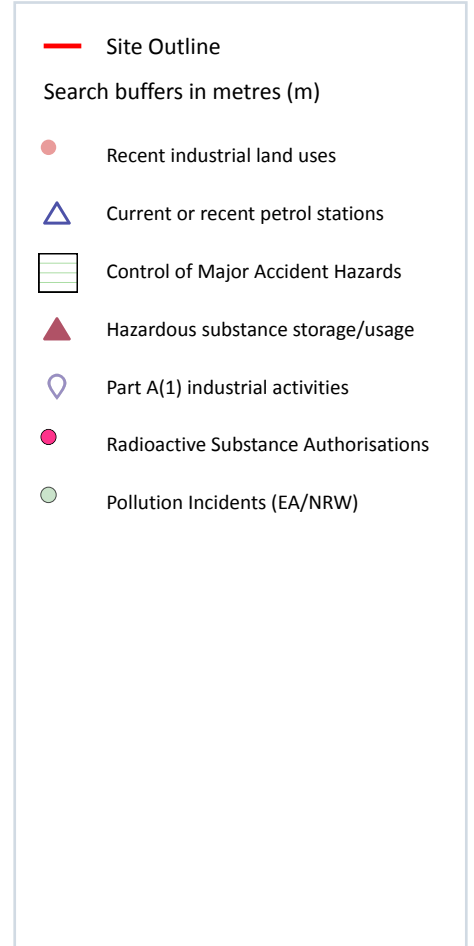 Site Outline
Search buffers in metres (m)
Recent industrial land uses
Current or recent petrol stations
Control of Major Accident Hazards
Hazardous substance storage/usage
Part A(1) industrial activities
Radioactive Substance Authorisations
Pollution Incidents (EA/NRW)